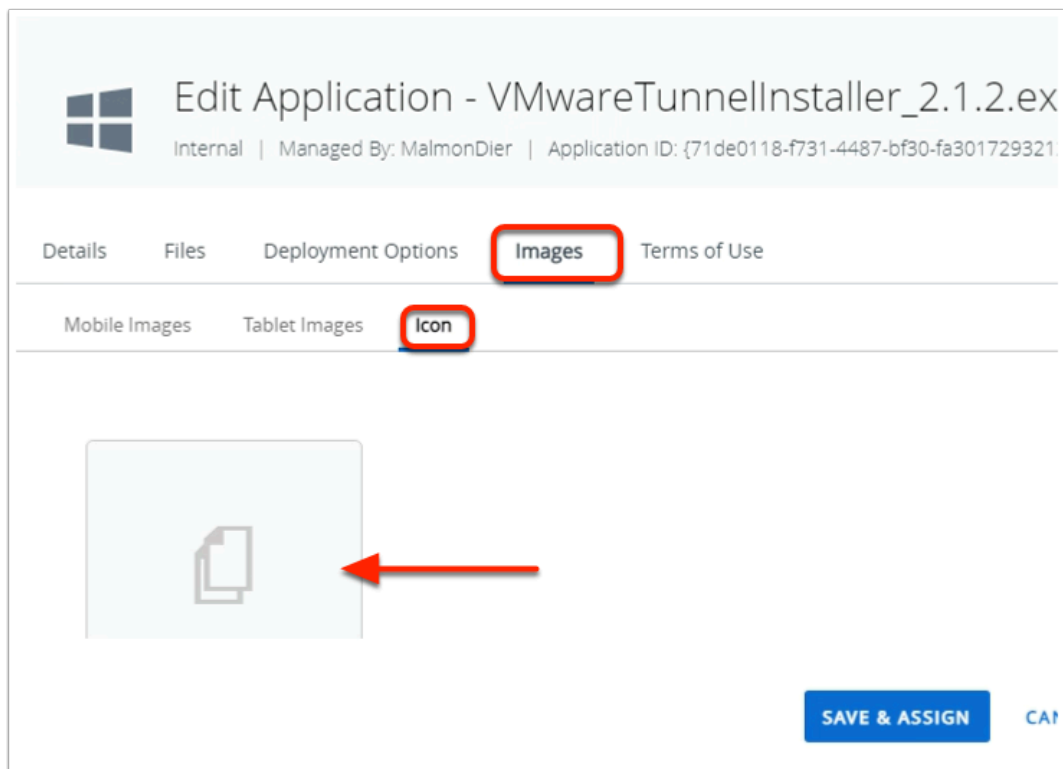 Edit Application - VMwareTunnelInstaller_2.1.2.ex
Internal | Managed By: MalmonDier | Application ID: {71de0118-f731-4487-bf30-fa301729321
Details Files Deployment Options Images Terms of Use
Mobile Images Tablet Images Icon
SAVE & ASSIGN CAN